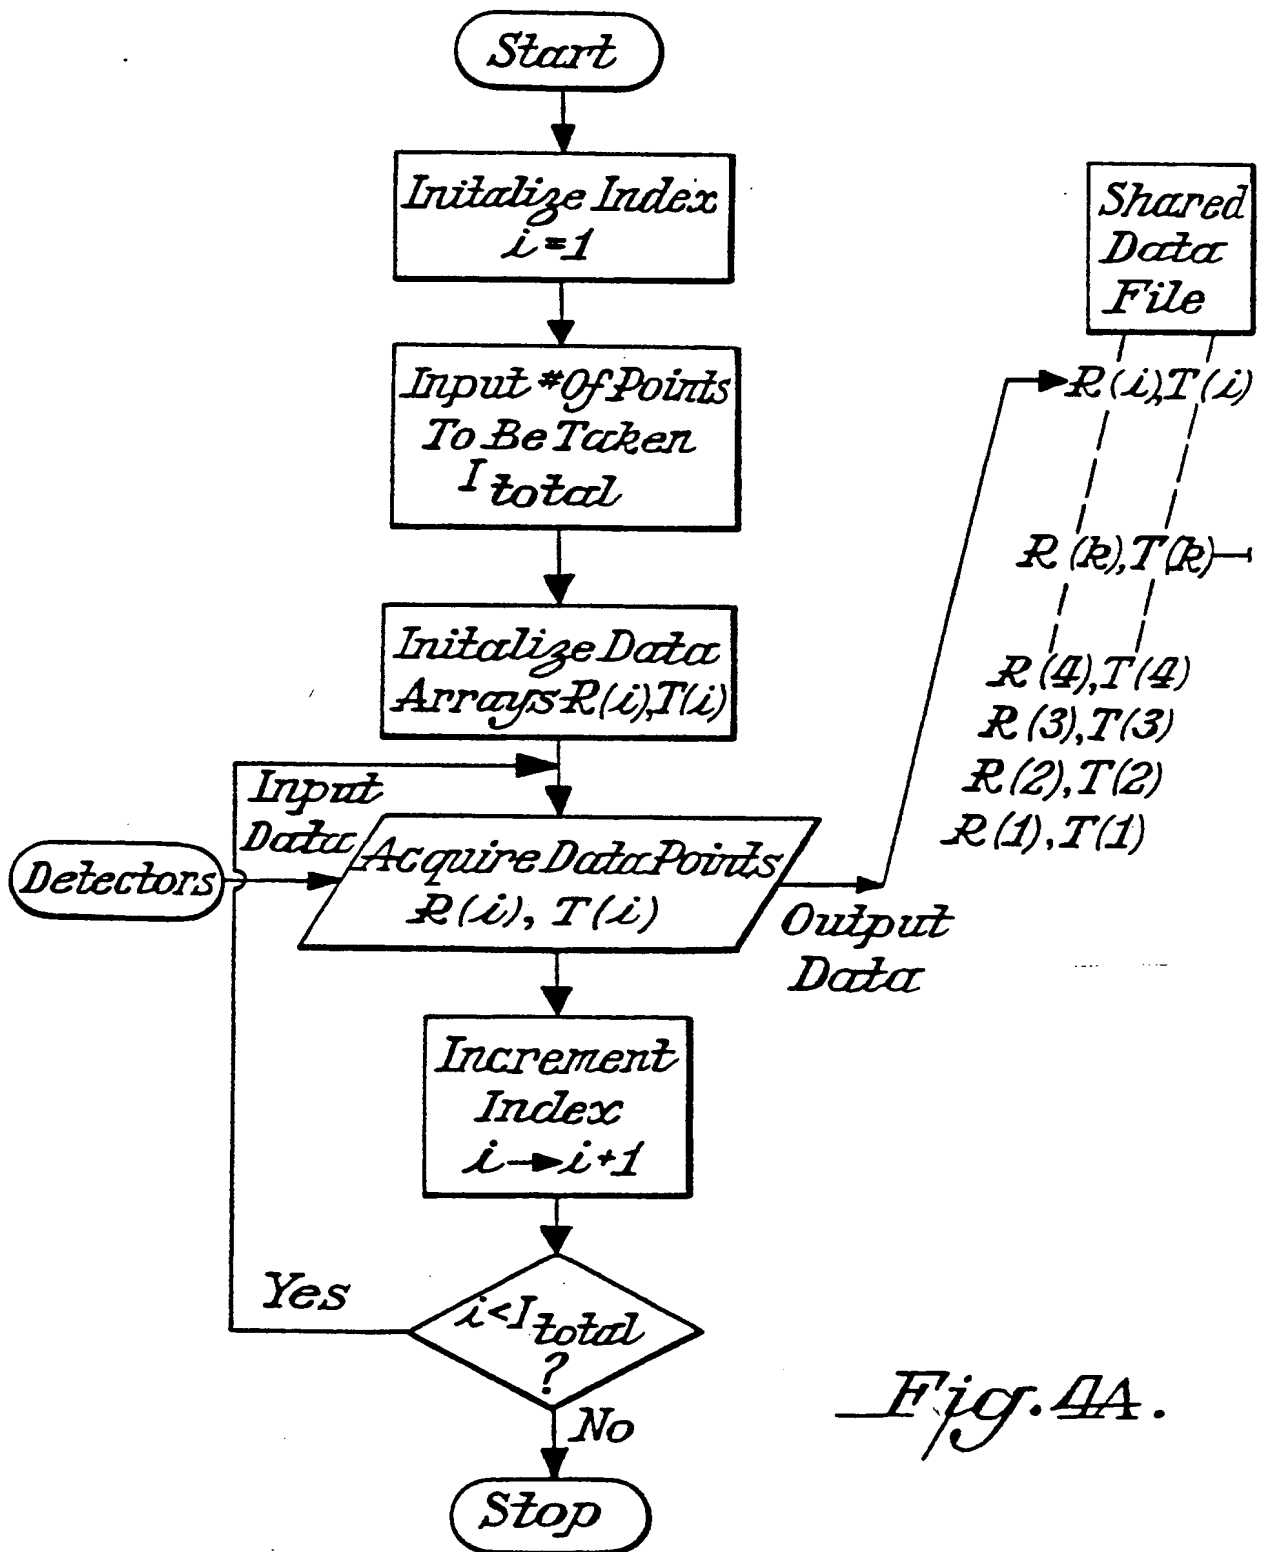 Start
Initalize Index
i=1
Input #Of Points
To Be Taken
I total
Initalize Data
Arrays R(i),T(i)
Input
Data
Detectors
Acquire Data Points
R(i), T(i)
Output
Data
Increment
Index
i→i+1
Yes
i<I total
?
No
Stop
Shared
Data
File
R(i),T(i)
R(k),T(k)
R(4),T(4)
R(3),T(3)
R(2),T(2)
R(1),T(1)
Fig. 4A.